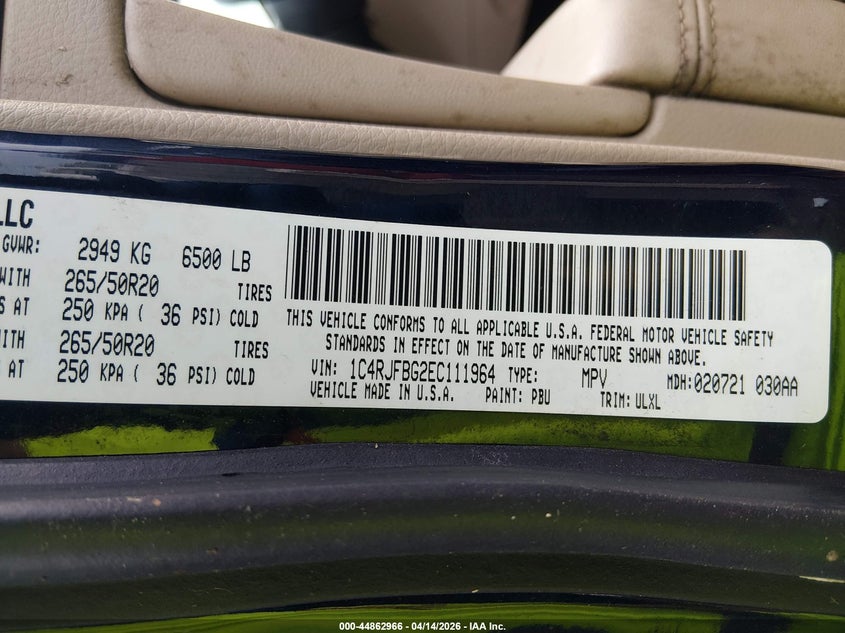 LLC
GVWR: 2949 KG 6500 LB
WITH 265/50R20 TIRES
S AT 250 KPA ( 36 PSI) COLD
WITH 265/50R20 TIRES
S AT 250 KPA ( 36 PSI) COLD
THIS VEHICLE CONFORMS TO ALL APPLICABLE U.S.A. FEDERAL MOTOR VEHICLE SAFETY
STANDARDS IN EFFECT ON THE DATE OF MANUFACTURE SHOWN ABOVE.
VIN: 1C4RJFBG2EC111964 TYPE: MPV MDH:020721 030AA
VEHICLE MADE IN U.S.A. PAINT: PBU TRIM: ULXL
000-44862966 - 04/14/2026 - IAA Inc.